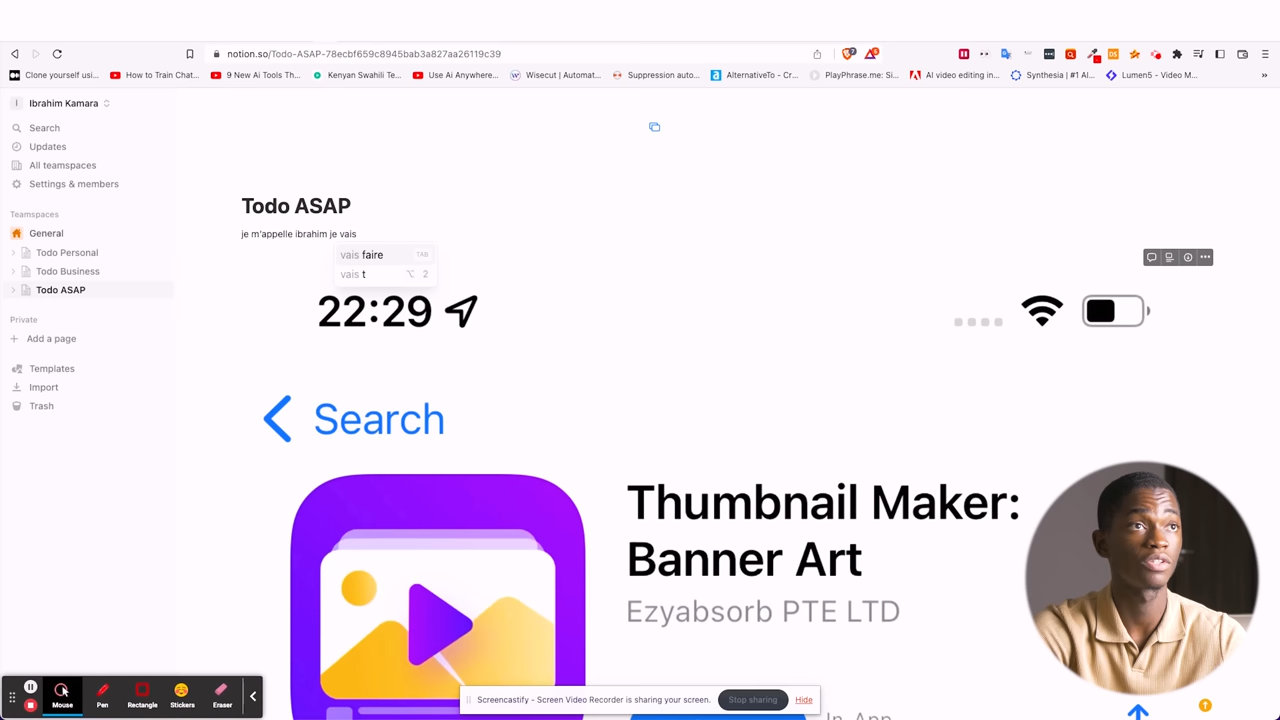 notion.so/Todo-ASAP-78ecbf659c8945bab3a827aa26119c39
Clone yourself usi...
How to Train Chat...
9 New Ai Tools Th...
Kenyan Swahili Te...
Use Ai Anywhere...
Wisecut | Automat...
Suppression auto...
AlternativeTo - Cr...
PlayPhrase.me: Si...
AI video editing in...
Synthesia | #1 AI...
Lumen5 - Video M...
I Ibrahim Kamara
Search
Updates
All teamspaces
Settings & members
Teamspaces
General
Todo Personal
Todo Business
Todo ASAP
Private
Add a page
Templates
Import
Trash
Todo ASAP
je m'appelle ibrahim je vais
vais faire TAB
vais t ⌥ 2
22:29
Search
Thumbnail Maker:
Banner Art
Ezyabsorb PTE LTD
In-App
Mouse
Pen
Rectangle
Stickers
Eraser
Screencastify - Screen Video Recorder is sharing your screen.
Stop sharing
Hide